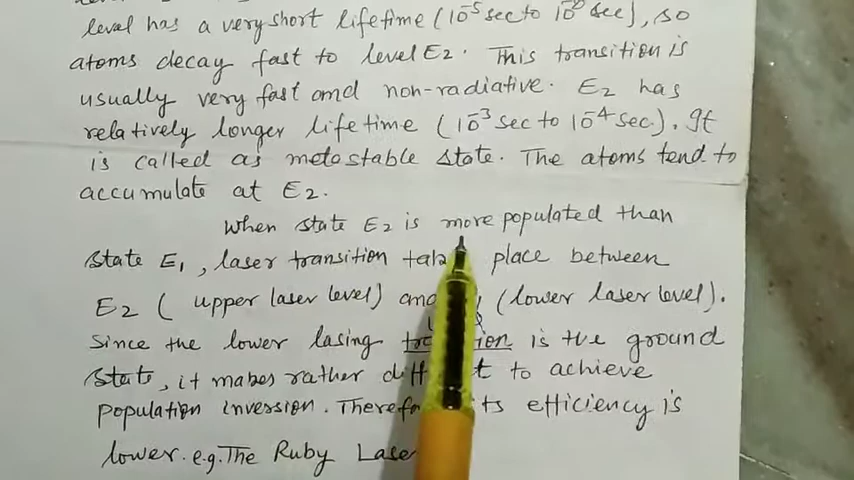 level has a very short lifetime (10⁻⁵ sec to 10⁻⁸ sec), so
atoms decay fast to level E2. This transition is
usually very fast and non-radiative. E2 has
relatively longer lifetime (10⁻³ sec to 10⁻⁴ sec.). It
is called as metastable state. The atoms tend to
accumulate at E2.
When state E2 is more populated than
state E1, laser transition place between
E2 (upper laser level) (lower laser level).
Since the lower lasing is the ground
state, it makes rather to achieve
population inversion. its efficiency is
lower. e.g. The Ruby